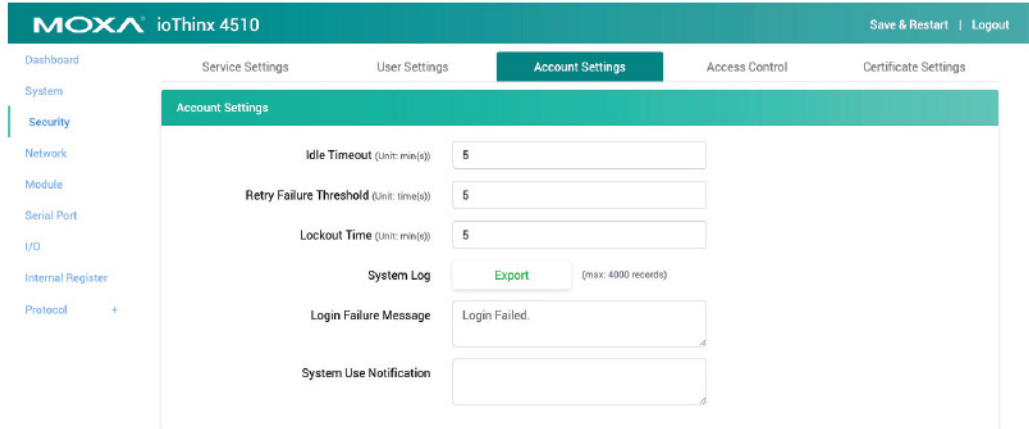 MOXA ioThinx 4510
Save & Restart | Logout
Dashboard
System
Security
Network
Module
Serial Port
I/O
Internal Register
Protocol +
Service Settings User Settings Account Settings Access Control Certificate Settings
Account Settings
Idle Timeout (Unit: min(s)) 5
Retry Failure Threshold (Unit: time(s)) 5
Lockout Time (Unit: min(s)) 5
System Log Export (max: 4000 records)
Login Failure Message Login Failed.
System Use Notification